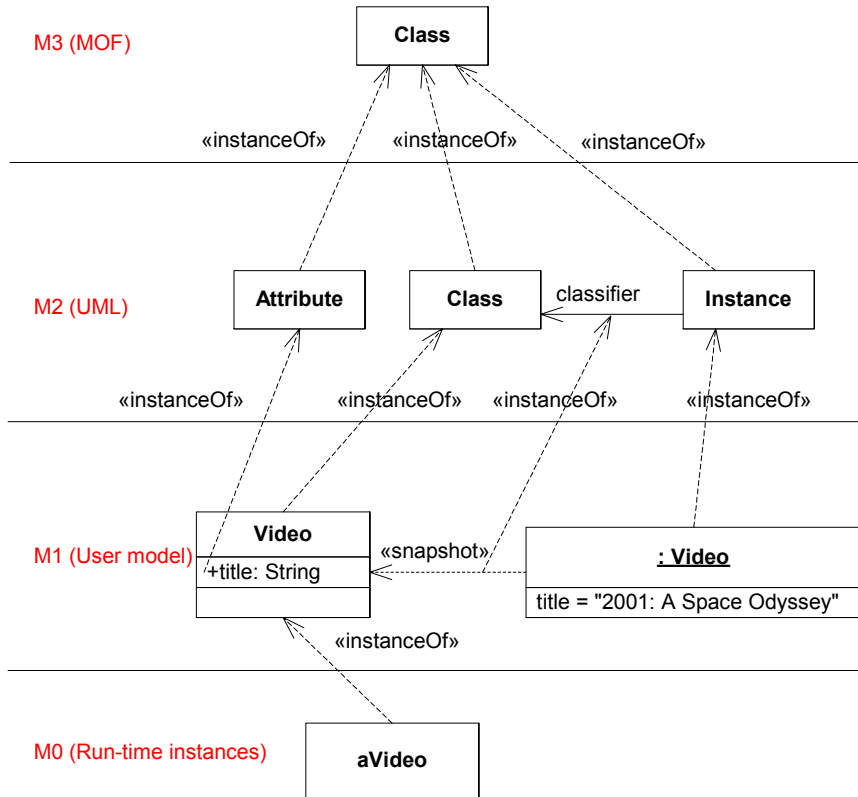 Class
M3 (MOF)
«instanceOf» «instanceOf» «instanceOf»
Attribute Class classifier Instance
M2 (UML)
«instanceOf» «instanceOf» «instanceOf» «instanceOf»
Video
«snapshot» : Video
M1 (User model) +title: String
title = "2001: A Space Odyssey"
«instanceOf»
M0 (Run-time instances) aVideo